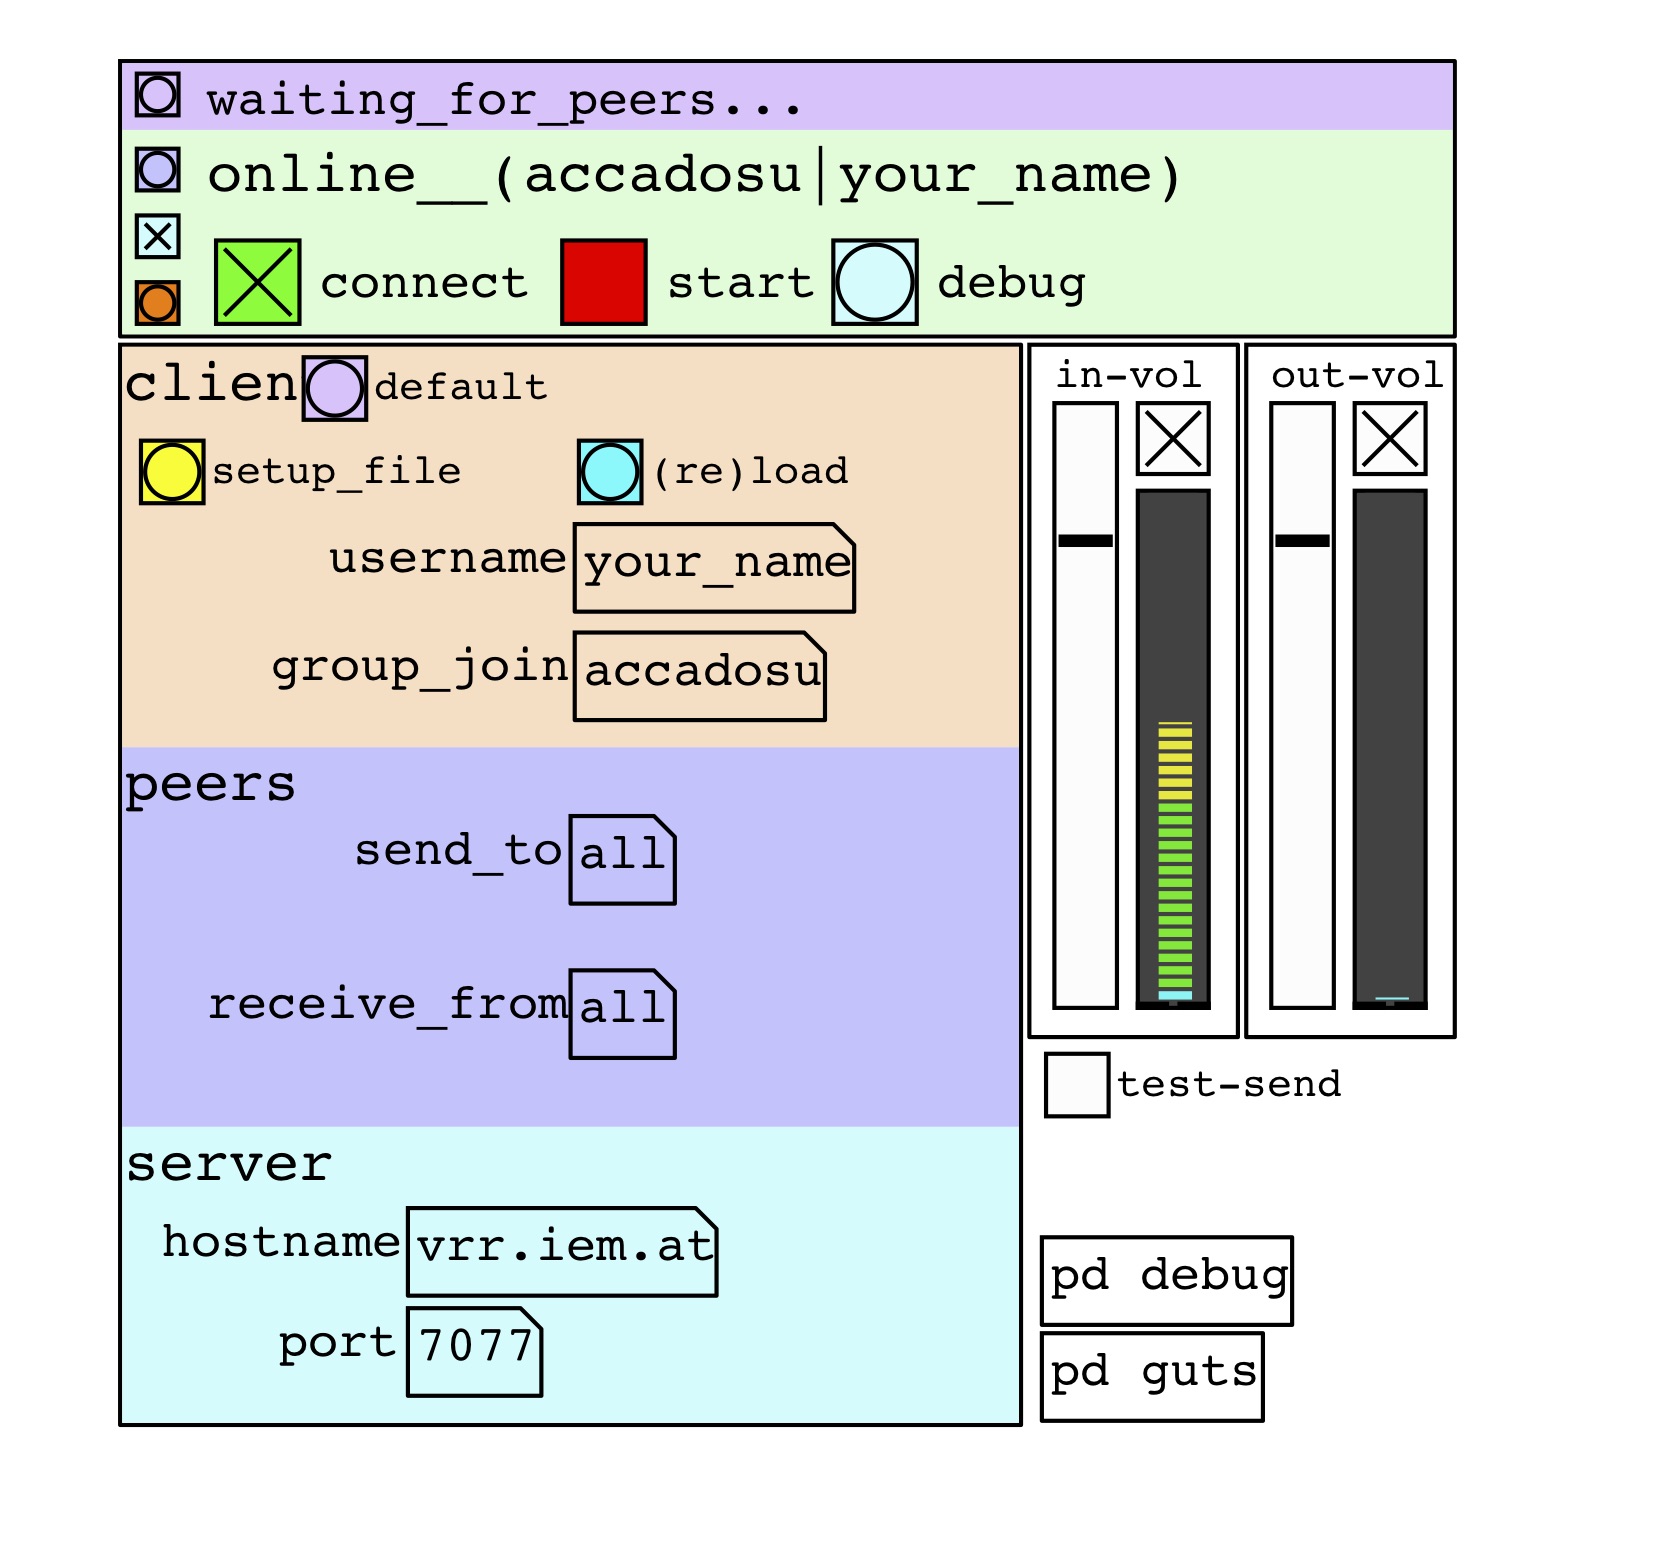 waiting_for_peers...
online__(accadosu|your_name)
connect start debug
clien default
setup_file (re)load
username your_name
group_join accadosu
peers
send_to all
receive_from all
server
hostname vrr.iem.at
port 7077
in-vol out-vol
test-send
pd debug
pd guts